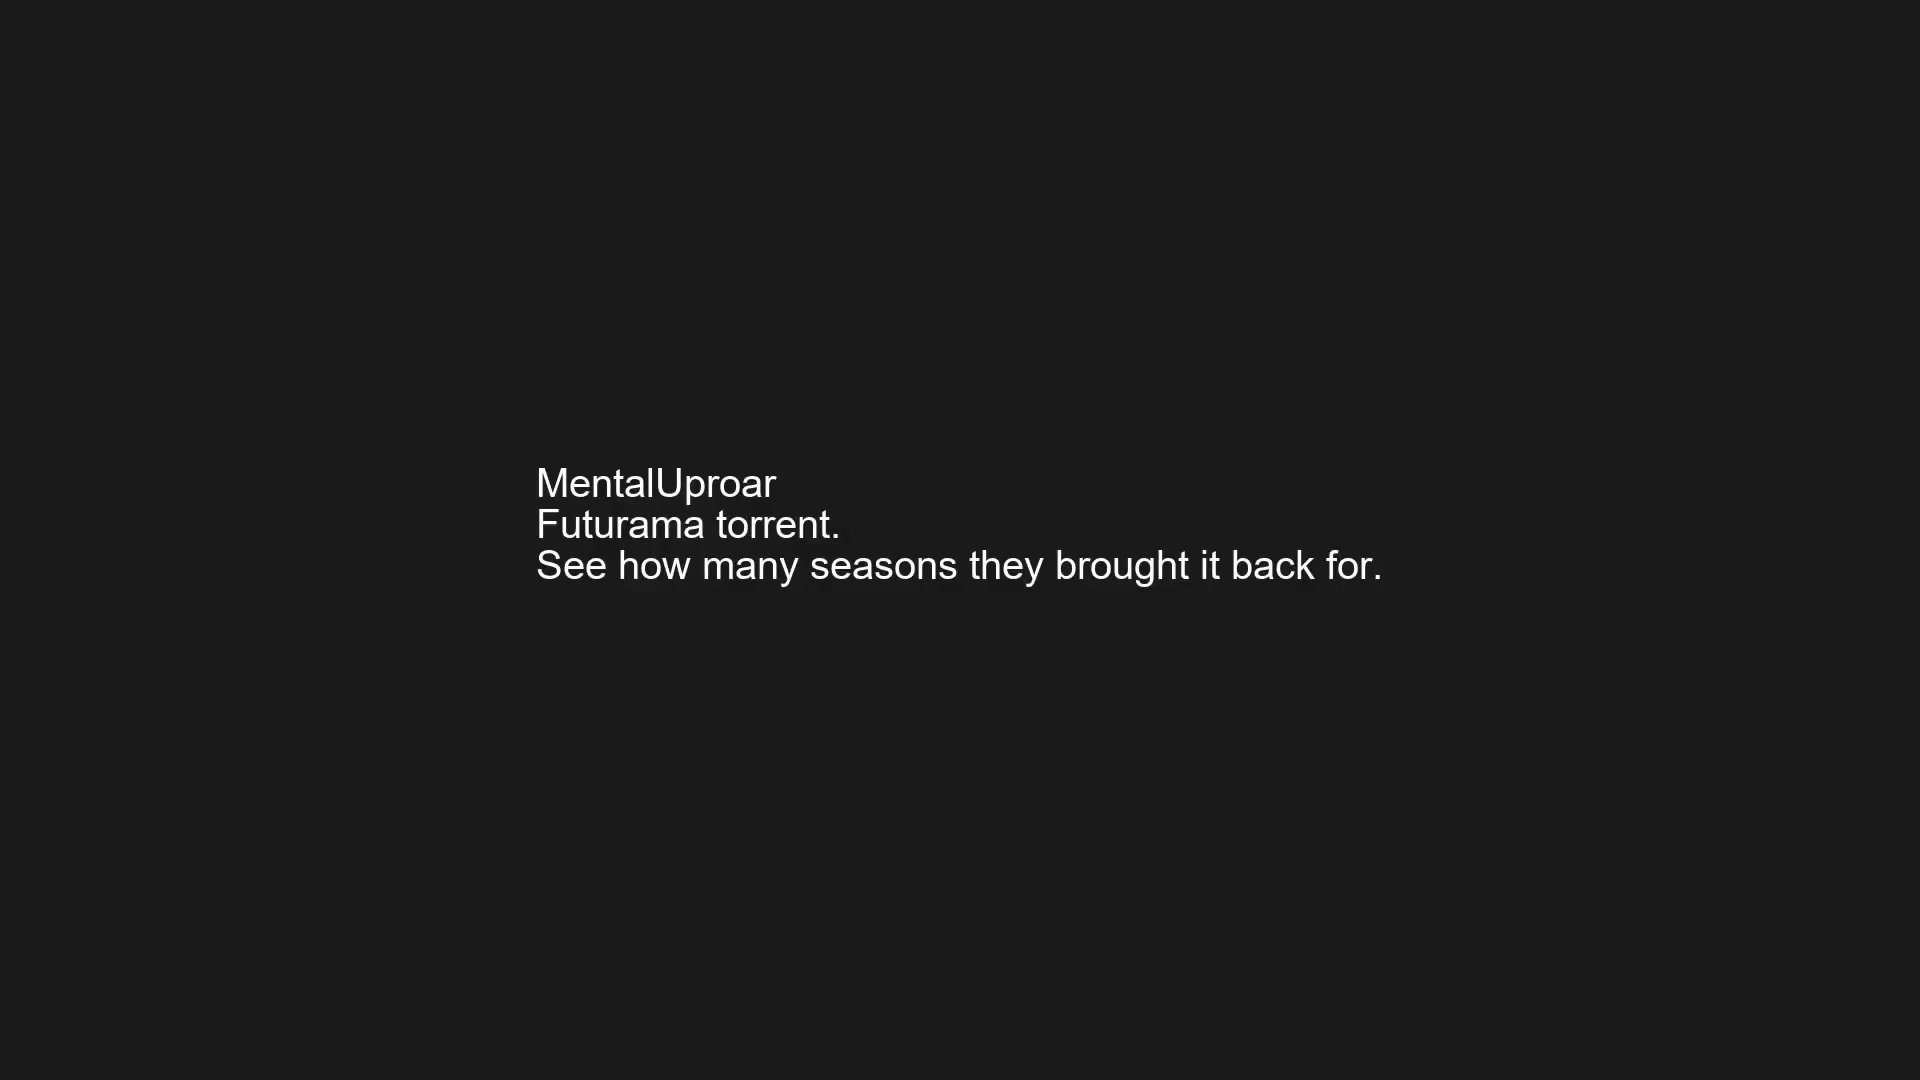 MentalUproar
Futurama torrent.
See how many seasons they brought it back for.